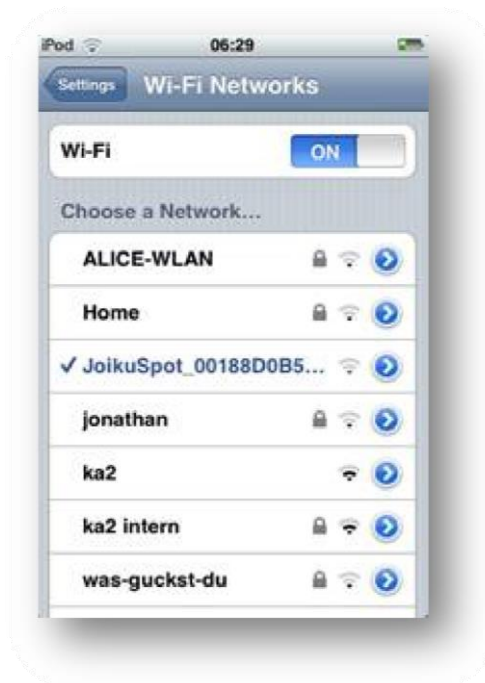 iPod 06:29
Settings Wi-Fi Networks
Wi-Fi ON
Choose a Network...
ALICE-WLAN
Home
JoikuSpot_00188D0B5...
jonathan
ka2
ka2 intern
was-guckst-du